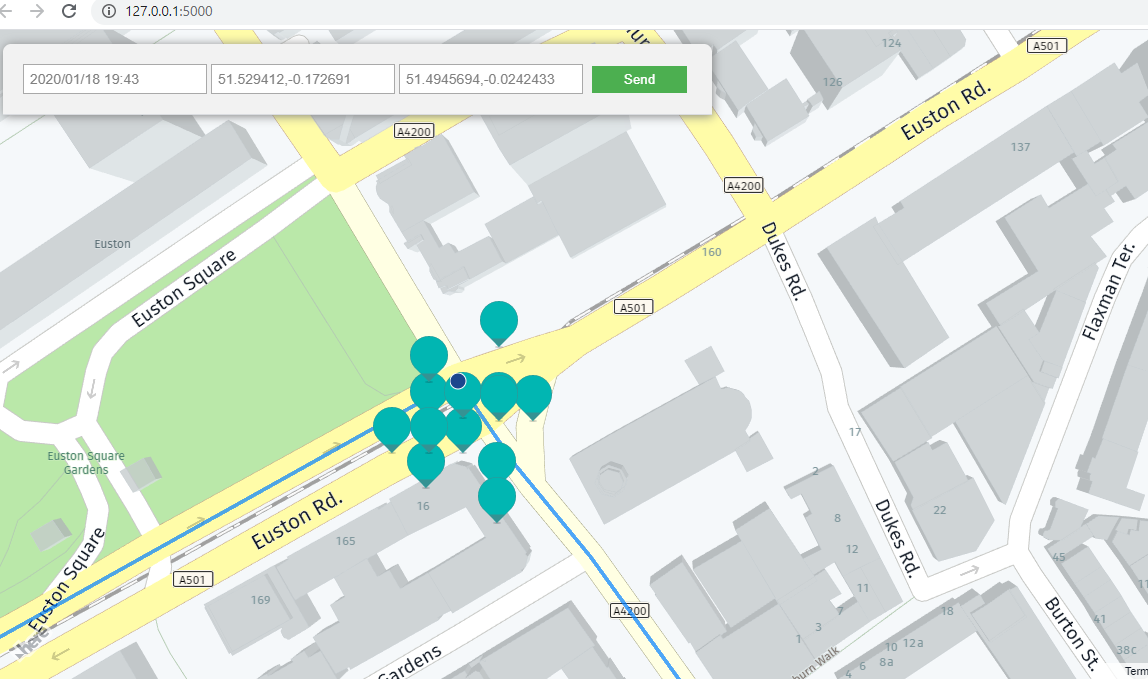 127.0.0.1:5000
2020/01/18 19:43
51.529412,-0.172691
51.4945694,-0.0242433
Send
124
A501
126
Euston Rd.
A4200
137
A4200
Euston
Dukes Rd.
160
Euston Square
Flaxman Ter.
A501
17
Euston Square
Gardens
2
16
Euston Rd.
22
8
Dukes Rd.
165
12
45
Euston Square
A501
11
11
169
A4200
7
18
41
3
Burton St.
here
1
10
12a
38c
Gardens
burn Walk
8a
6
4
Term